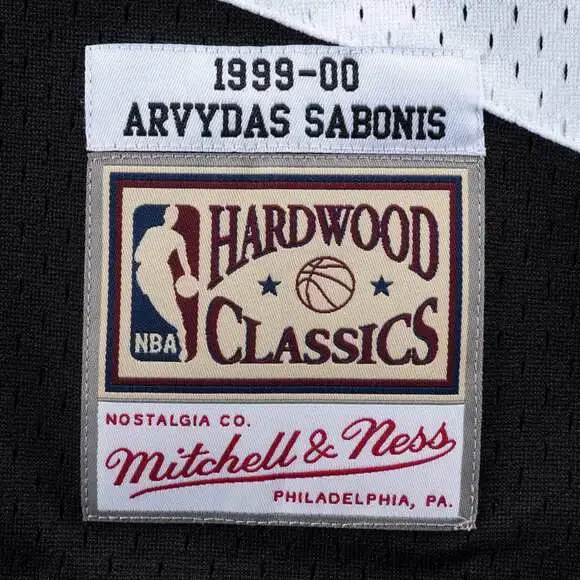 1999-00
ARVYDAS SABONIS
HARDWOOD
CLASSICS
NBA
NOSTALGIA CO.
Mitchell & Ness
PHILADELPHIA, PA.